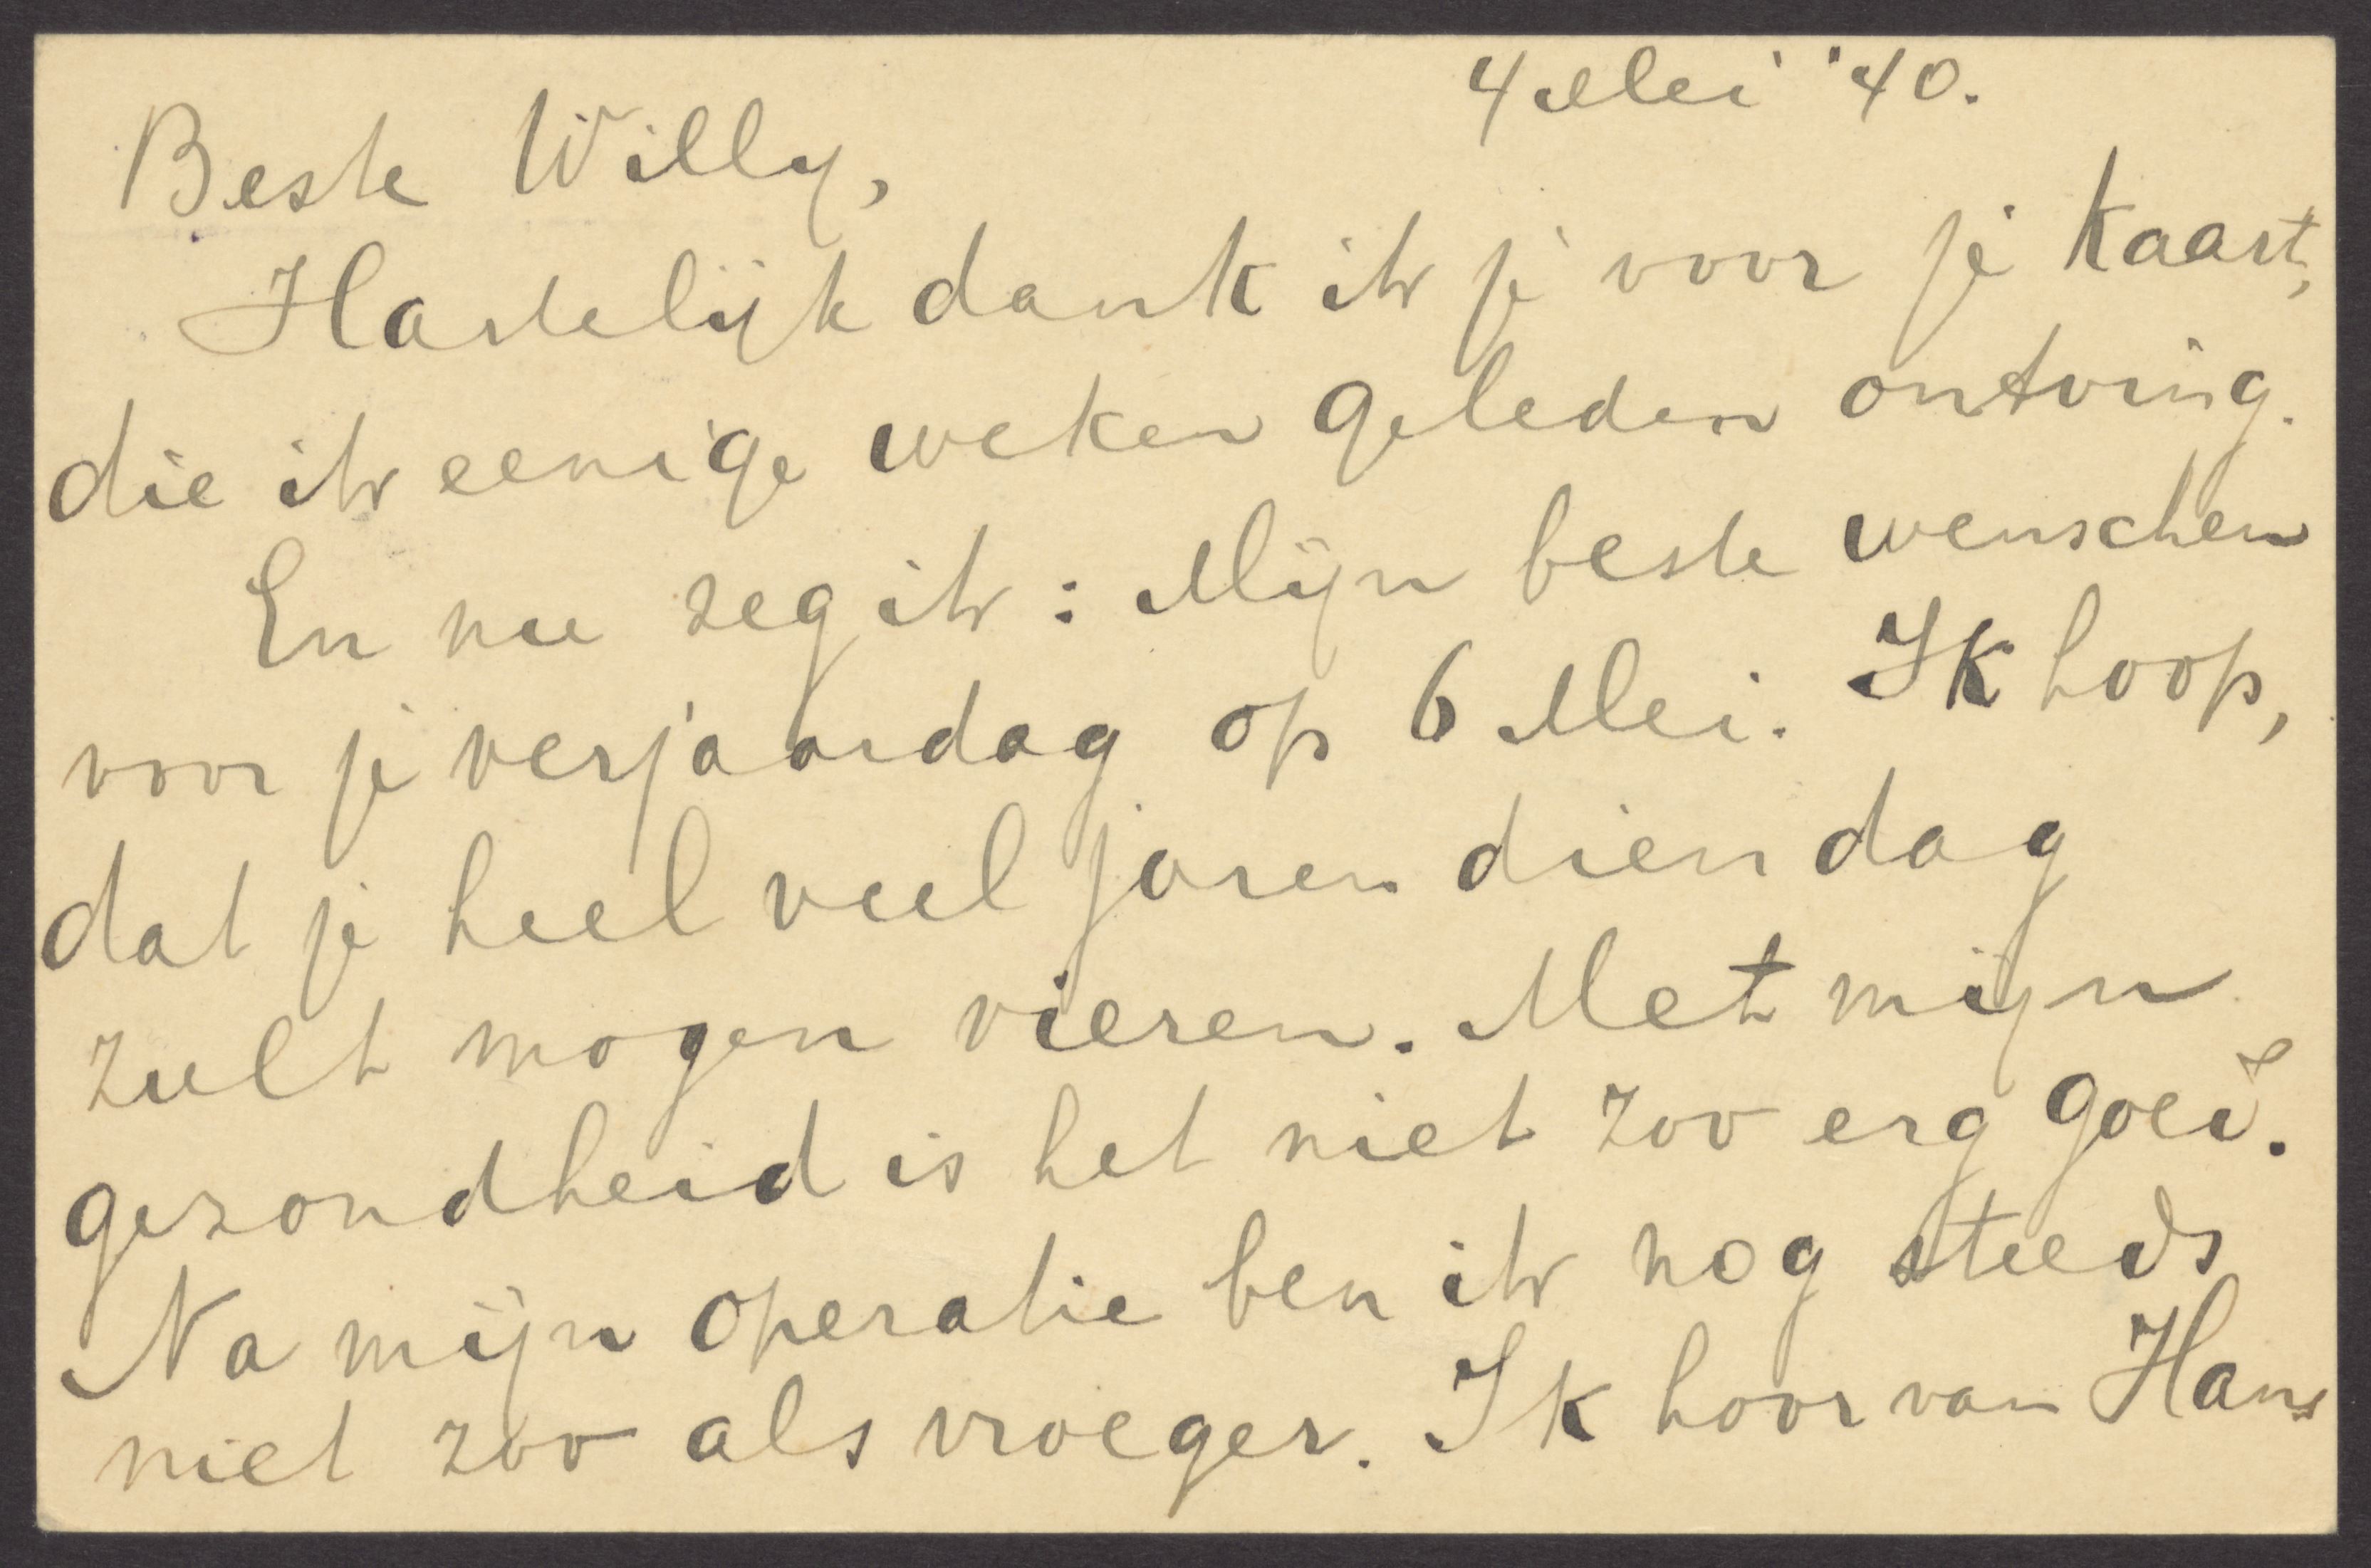 4 Mei '40.
Beste Willy,
Hartelijk dank ik je voor je kaart,
die ik eenige weken geleden ontving.
En nu zeg ik: Mijn beste wenschen
voor je verjaardag op 6 Mei. Ik hoop,
dat je heel veel jaren dien dag
zult mogen vieren. Met mijn
gezondheid is het niet zoo erg goed.
Na mijn operatie ben ik nog steeds
niet zoo als vroeger. Ik hoor van Hans